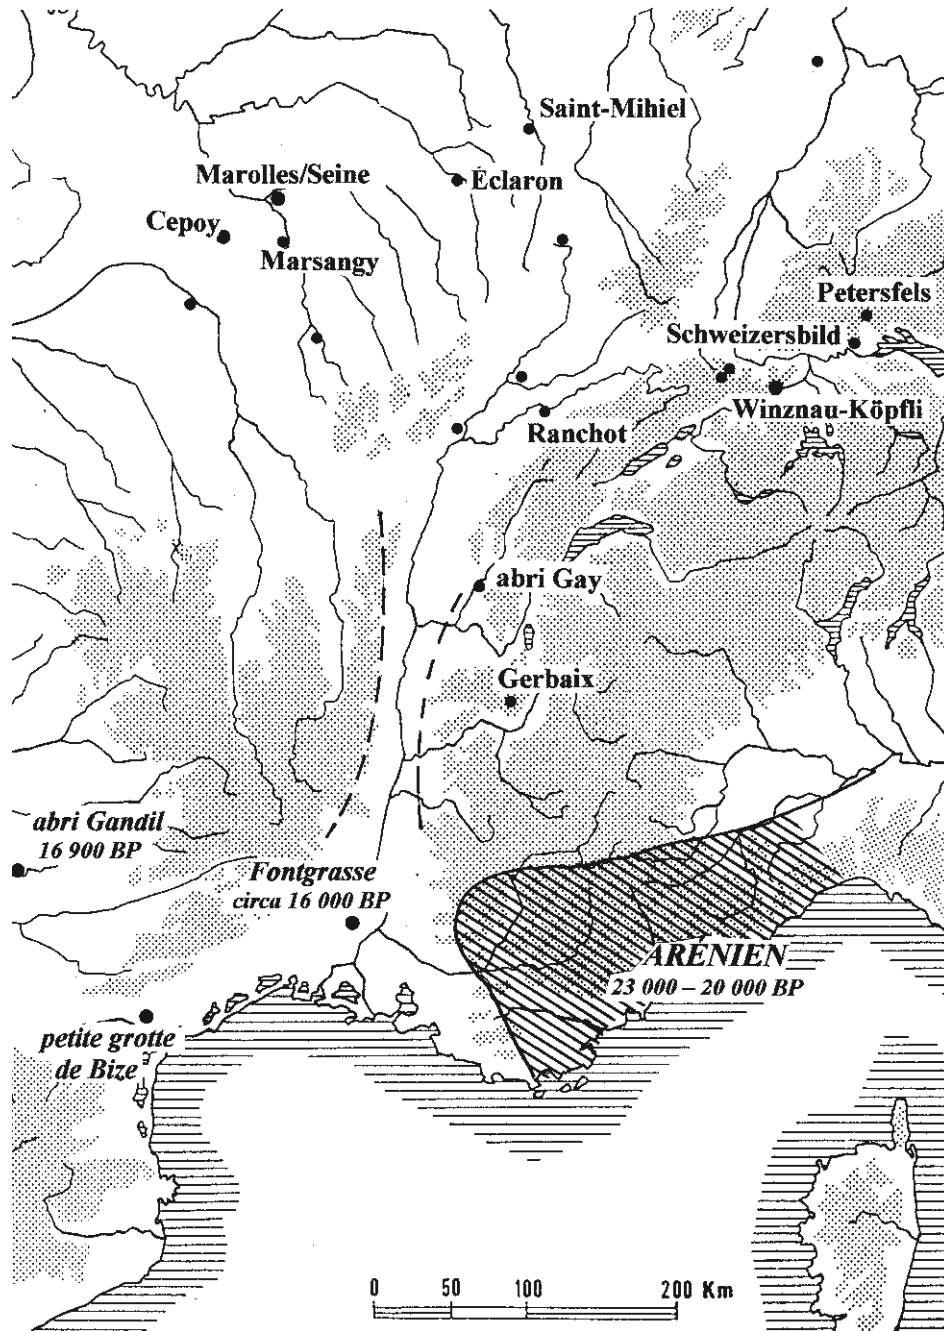 Saint-Mihiel
Marolles/Seine
Éclaron
Cepoy
Marsangy
Petersfels
Schweizersbild
Winznau-Köpfli
Ranchot
abri Gay
Gerbaix
abri Gandil
16 900 BP
Fontgrasse
circa 16 000 BP
ARÉNIEN
23 000 – 20 000 BP
petite grotte
de Bize
0 50 100 200 Km